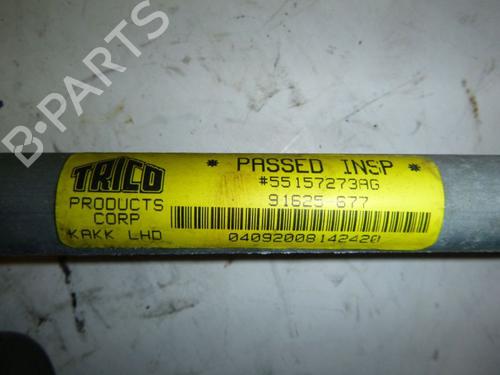 B-PARTS
TRICO
PRODUCTS
CORP
KAKK LHD
* PASSED INSP *
#55157273AG
91625-677
04092008142420